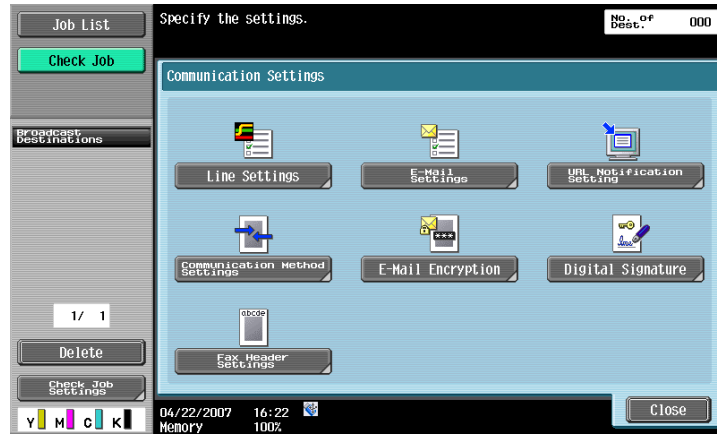 Job List
Check Job
Broadcast
Destinations
1/ 1
Delete
Check Job
Settings
Y M C K
Specify the settings.
No. of
Dest.
000
Communication Settings
Line Settings
E-Mail
Settings
URL Notification
Setting
Communication Method
Settings
E-Mail Encryption
Digital Signature
abcde
Fax Header
Settings
04/22/2007 16:22
Memory 100%
Close